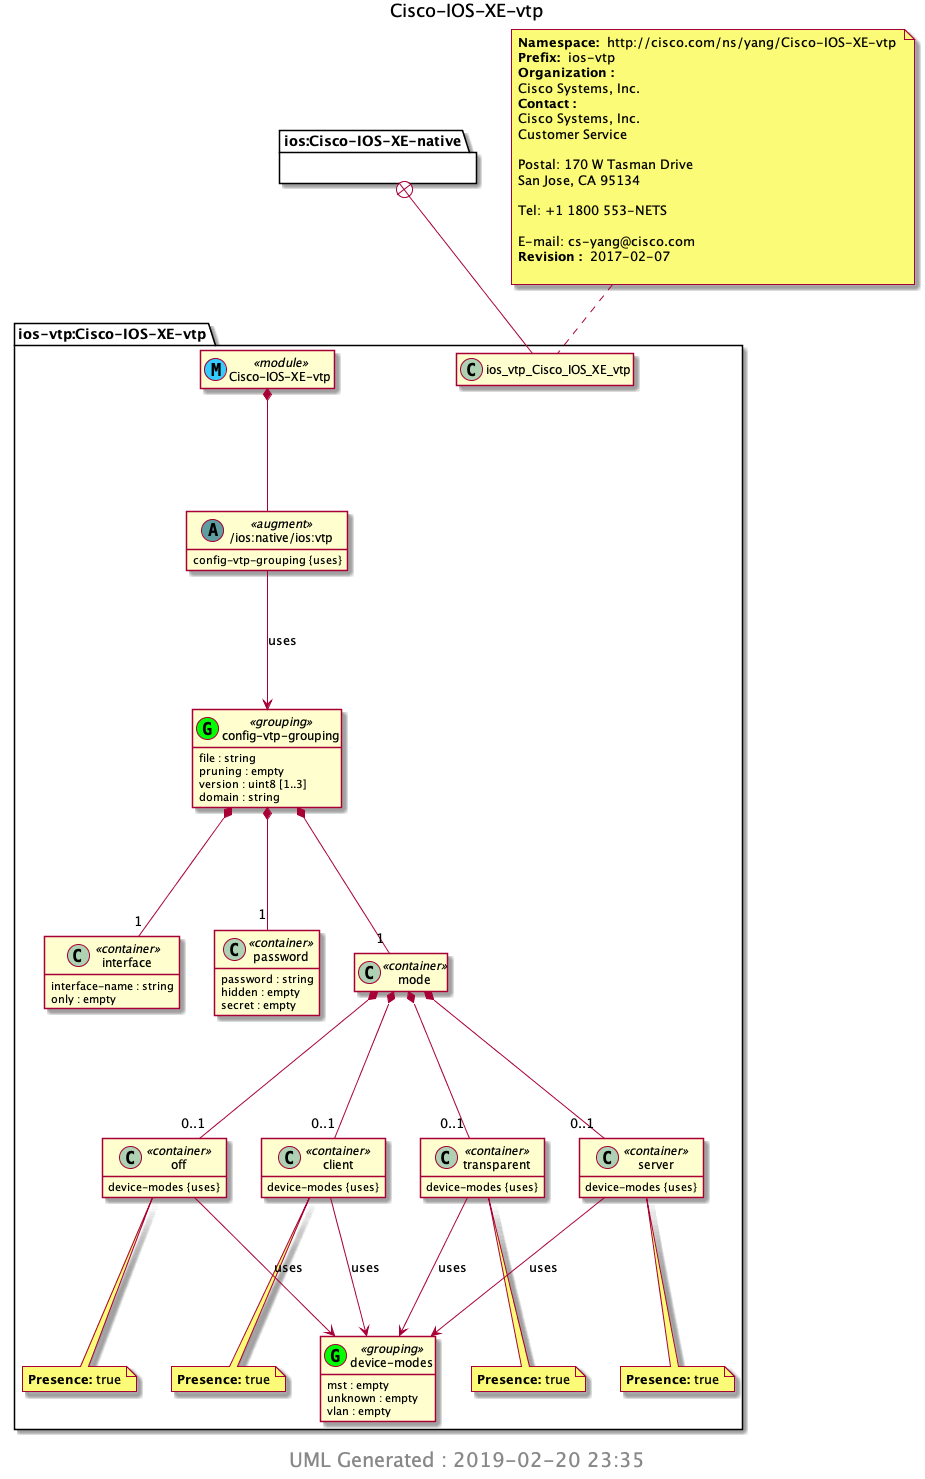 Cisco-IOS-XE-vtp
Namespace: http://cisco.com/ns/yang/Cisco-IOS-XE-vtp
Prefix: ios-vtp
Organization :
Cisco Systems, Inc.
Contact :
Cisco Systems, Inc.
Customer Service
Postal: 170 W Tasman Drive
San Jose, CA 95134
Tel: +1 1800 553-NETS
E-mail: cs-yang@cisco.com
Revision : 2017-02-07
ios:Cisco-IOS-XE-native
ios-vtp:Cisco-IOS-XE-vtp
M «module»
Cisco-IOS-XE-vtp
C ios_vtp_Cisco_IOS_XE_vtp
A «augment»
/ios:native/ios:vtp
config-vtp-grouping {uses}
uses
G «grouping»
config-vtp-grouping
file : string
pruning : empty
version : uint8 [1..3]
domain : string
1
1
1
C «container»
interface
interface-name : string
only : empty
C «container»
password
password : string
hidden : empty
secret : empty
C «container»
mode
0..1
0..1
0..1
0..1
C «container»
off
device-modes {uses}
C «container»
client
device-modes {uses}
C «container»
transparent
device-modes {uses}
C «container»
server
device-modes {uses}
uses
uses
uses
uses
Presence: true
Presence: true
G «grouping»
device-modes
mst : empty
unknown : empty
vlan : empty
Presence: true
Presence: true
UML Generated : 2019-02-20 23:35